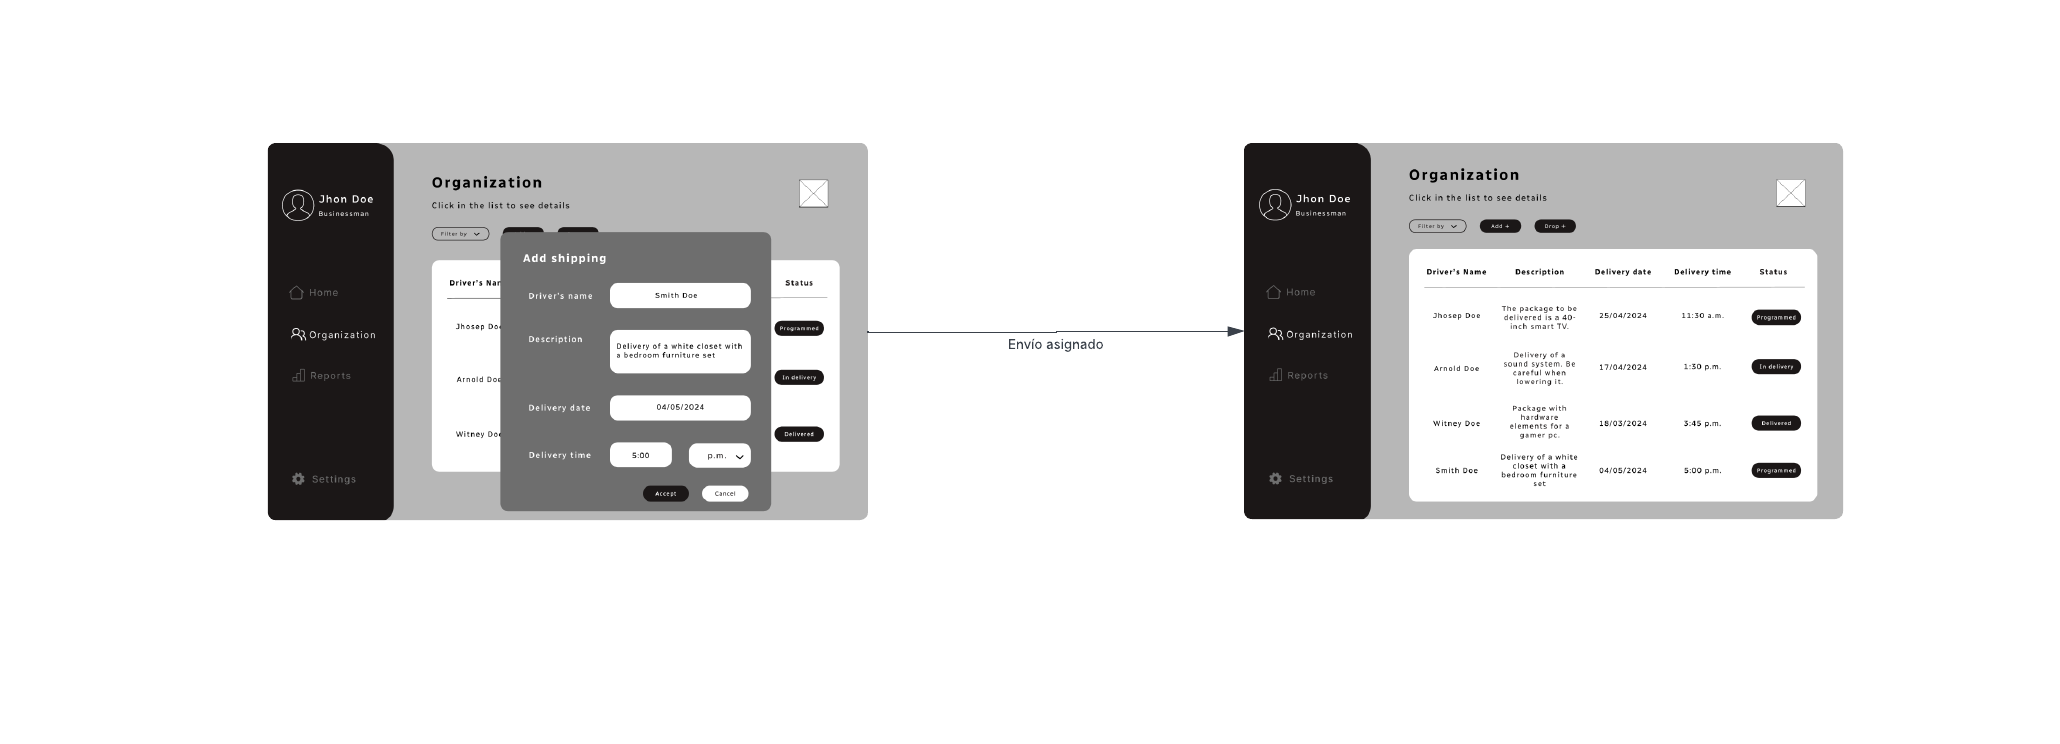 Jhon Doe
Businessman
Home
Organization
Reports
Settings
Organization
Click in the list to see details
Filter by
Driver's Nam
Status
Jhosep Doe
Programmed
Arnold Doe
In delivery
Witney Doe
Delivered
Add shipping
Driver's name
Smith Doe
Description
Delivery of a white closet with
a bedroom furniture set
Delivery date
04/05/2024
Delivery time
5:00
p.m.
Accept
Cancel
Envío asignado
Jhon Doe
Businessman
Home
Organization
Reports
Settings
Organization
Click in the list to see details
Filter by
Add +
Drop +
Driver's Name
Description
Delivery date
Delivery time
Status
Jhosep Doe
The package to be
delivered is a 40-
inch smart TV.
25/04/2024
11:30 a.m.
Programmed
Arnold Doe
Delivery of a
sound system. Be
careful when
lowering it.
17/04/2024
1:30 p.m.
In delivery
Witney Doe
Package with
hardware
elements for a
gamer pc.
18/03/2024
3:45 p.m.
Delivered
Smith Doe
Delivery of a white
closet with a
bedroom furniture
set
04/05/2024
5:00 p.m.
Programmed